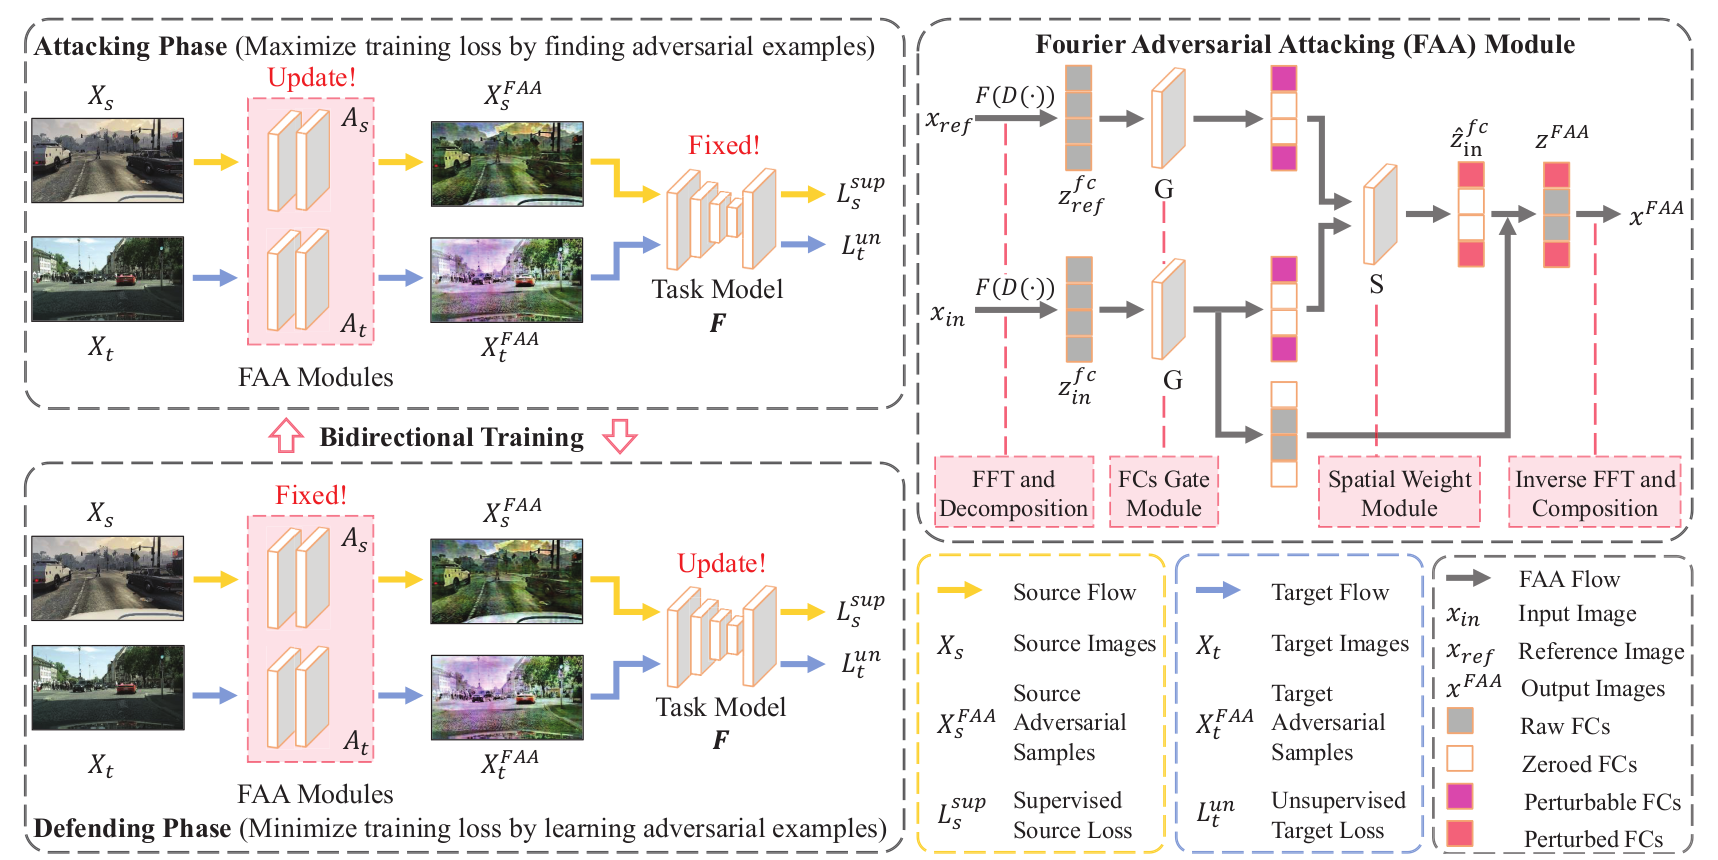 Attacking Phase (Maximize training loss by finding adversarial examples)
Update!
X_s
A_s
X_s^{FAA}
Fixed!
L_s^{sup}
L_t^{un}
Task Model
F
X_t
A_t
X_t^{FAA}
FAA Modules
Bidirectional Training
Fixed!
X_s
A_s
X_s^{FAA}
Update!
L_s^{sup}
L_t^{un}
Task Model
F
X_t
A_t
X_t^{FAA}
FAA Modules
Defending Phase (Minimize training loss by learning adversarial examples)
Fourier Adversarial Attacking (FAA) Module
x_{ref}
F(D(·))
z_{ref}^{fc}
G
ẑ_{in}^{fc}
z^{FAA}
x^{FAA}
S
x_{in}
F(D(·))
z_{in}^{fc}
G
FFT and
Decomposition
FCs Gate
Module
Spatial Weight
Module
Inverse FFT and
Composition
Source Flow
X_s
Source Images
X_s^{FAA}
Source
Adversarial
Samples
L_s^{sup}
Supervised
Source Loss
Target Flow
X_t
Target Images
X_t^{FAA}
Target
Adversarial
Samples
L_t^{un}
Unsupervised
Target Loss
FAA Flow
x_{in} Input Image
x_{ref} Reference Image
x^{FAA} Output Images
Raw FCs
Zeroed FCs
Perturbable FCs
Perturbed FCs